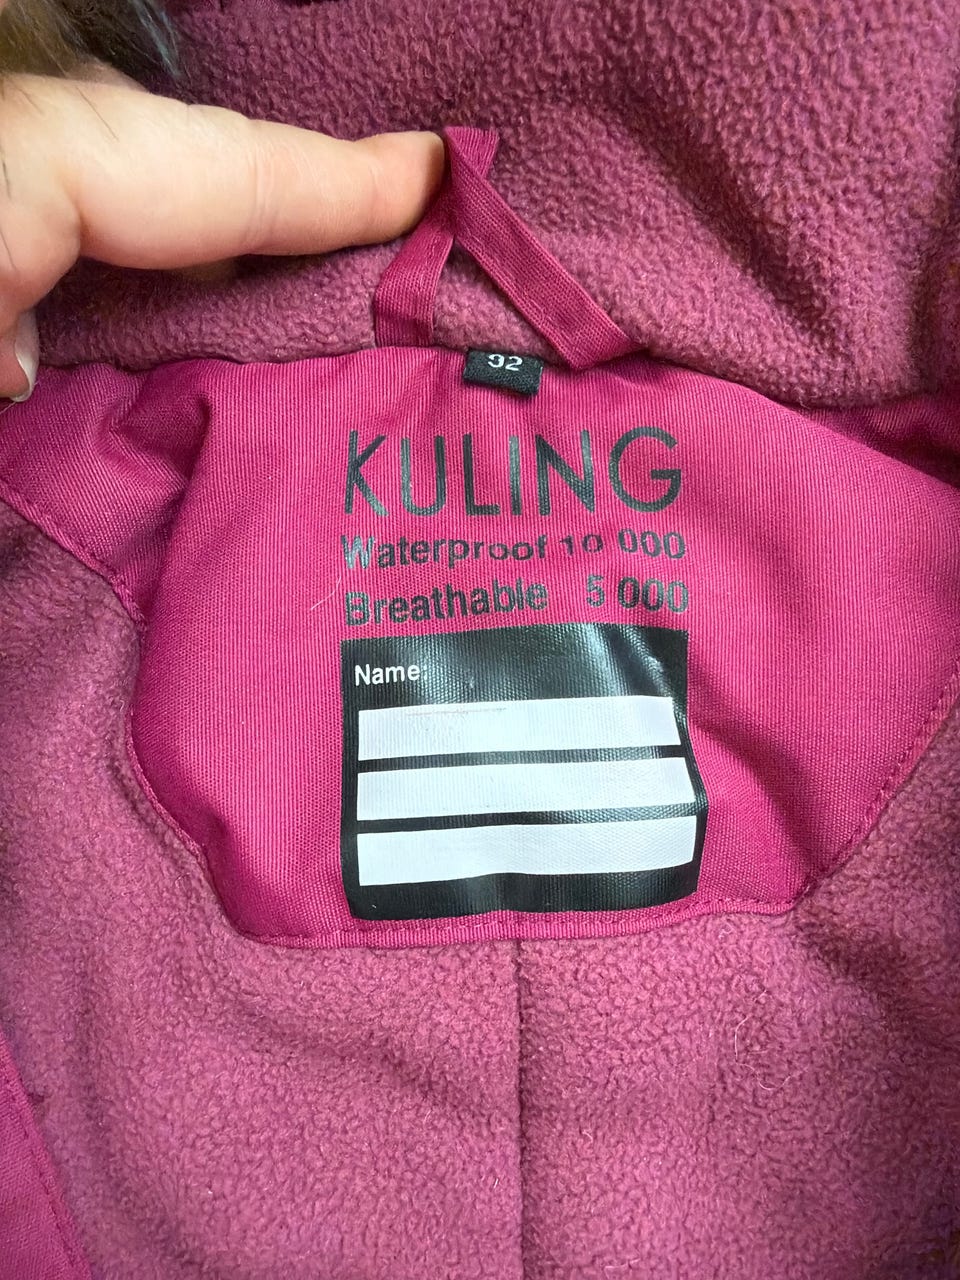 92
KULING
Waterproof 10 000
Breathable 5 000
Name: